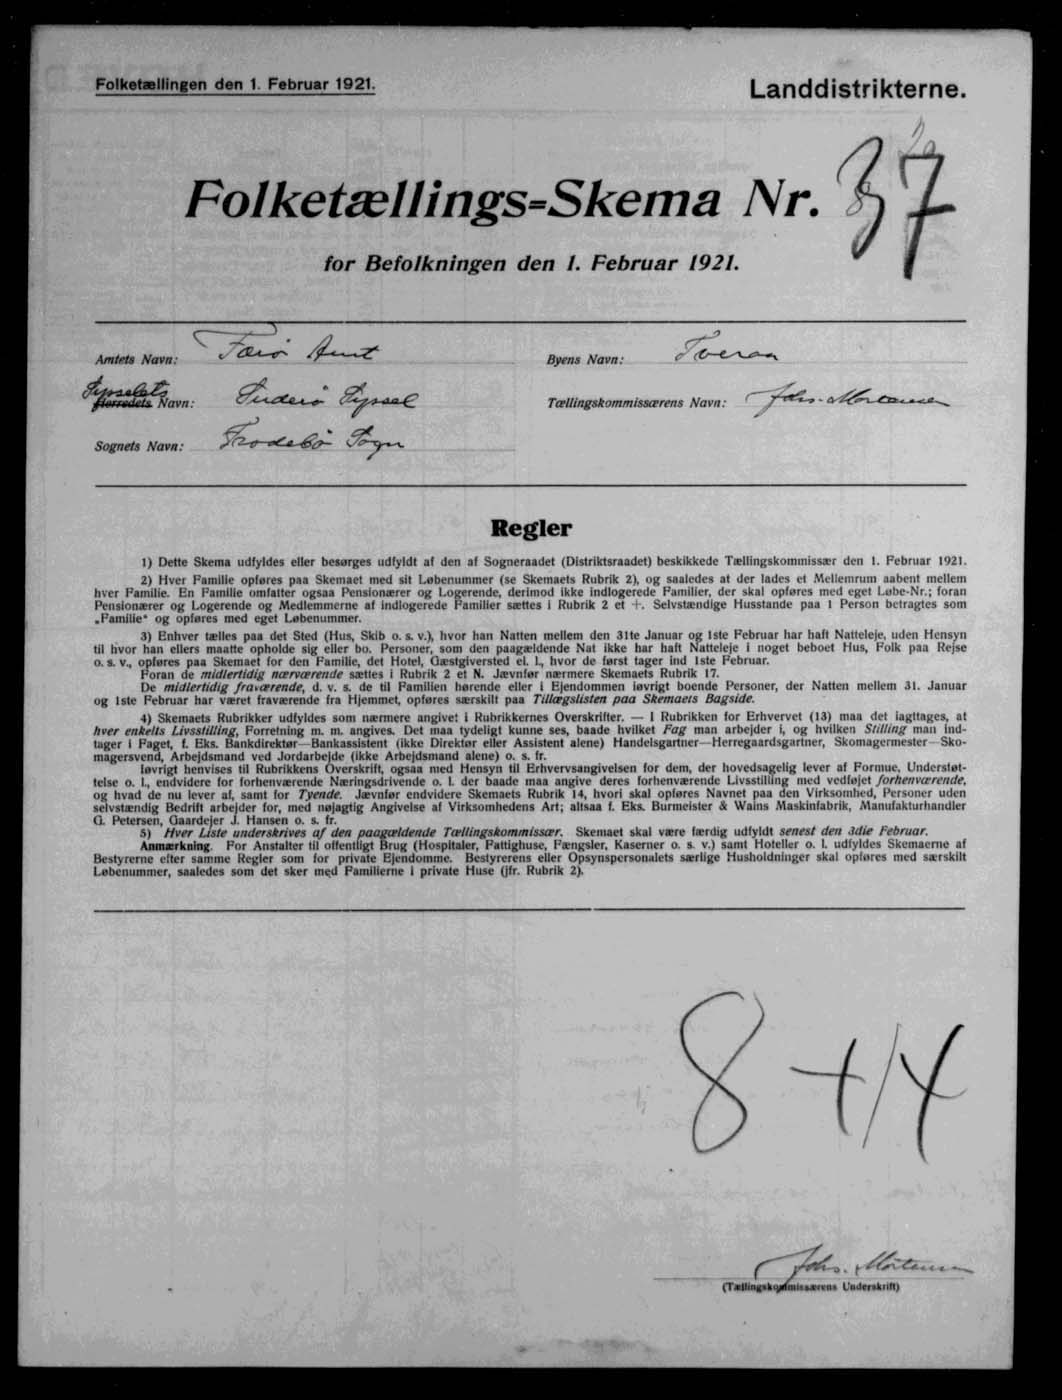 Folketællingen den 1. Februar 1921.
Landdistrikterne.
Folketællings=Skema Nr. 37
for Befolkningen den 1. Februar 1921.
Amtets Navn: Færø Amt
Byens Navn: Tveraa
Sysselets
Herredets Navn: Suderø Syssel
Tællingskommissærens Navn: Johs. Mortensen
Sognets Navn: Frodebø Sogn
Regler
1) Dette Skema udfyldes eller besørges udfyldt af den af Sogneraadet (Distriktsraadet) beskikkede Tællingskommissær den 1. Februar 1921.
2) Hver Familie opføres paa Skemaet med sit Løbenummer (se Skemaets Rubrik 2), og saaledes at der lades et Mellemrum aabent mellem
hver Familie. En Familie omfatter ogsaa Pensionærer og Logerende, derimod ikke indlogerede Familier, der skal opføres med eget Løbe-Nr.; foran
Pensionærer og Logerende og Medlemmerne af indlogerede Familier sættes i Rubrik 2 et +. Selvstændige Husstande paa 1 Person betragtes som
„Familie" og opføres med eget Løbenummer.
3) Enhver tælles paa det Sted (Hus, Skib o. s. v.), hvor han Natten mellem den 31te Januar og 1ste Februar har haft Natteleje, uden Hensyn
til hvor han ellers maatte opholde sig eller bo. Personer, som den paagældende Nat ikke har haft Natteleje i noget beboet Hus, Folk paa Rejse
o. s. v., opføres paa Skemaet for den Familie, det Hotel, Gæstgiversted el. l., hvor de først tager ind 1ste Februar.
Foran de midlertidig nærværende sættes i Rubrik 2 et N. Jævnfør nærmere Skemaets Rubrik 17.
De midlertidig fraværende, d. v. s. de til Familien hørende eller i Ejendommen iøvrigt boende Personer, der Natten mellem 31. Januar
og 1ste Februar har været fraværende fra Hjemmet, opføres særskilt paa Tillægslisten paa Skemaets Bagside.
4) Skemaets Rubrikker udfyldes som nærmere angivet i Rubrikkernes Overskrifter. — I Rubrikken for Erhvervet (13) maa det iagttages, at
hver enkelts Livsstilling, Forretning m. m. angives. Det maa tydeligt kunne ses, baade hvilket Fag man arbejder i, og hvilken Stilling man ind-
tager i Faget, f. Eks. Bankdirektør—Bankassistent (ikke Direktør eller Assistent alene) Handelsgartner—Herregaardsgartner, Skomagermester—Sko-
magersvend, Arbejdsmand ved Jordarbejde (ikke Arbejdsmand alene) o. s. fr.
Iøvrigt henvises til Rubrikkens Overskrift, ogsaa med Hensyn til Erhvervsangivelsen for dem, der hovedsagelig lever af Formue, Understøt-
telse o. l., endvidere for forhenværende Næringsdrivende o. l. der baade maa angive deres forhenværende Livsstilling med vedføjet forhenværende,
og hvad de nu lever af, samt for Tyende. Jævnfør endvidere Skemaets Rubrik 14, hvori skal opføres Navnet paa den Virksomhed, Personer uden
selvstændig Bedrift arbejder for, med nøjagtig Angivelse af Virksomhedens Art; altsaa f. Eks. Burmeister & Wains Maskinfabrik, Manufakturhandler
G. Petersen, Gaardejer J. Hansen o. s. fr.
5) Hver Liste underskrives af den paagældende Tællingskommissær. Skemaet skal være færdig udfyldt senest den 3die Februar.
Anmærkning. For Anstalter til offentligt Brug (Hospitaler, Fattighuse, Fængsler, Kaserner o. s. v.) samt Hoteller o. l. udfyldes Skemaerne af
Bestyrerne efter samme Regler som for private Ejendomme. Bestyrerens eller Opsynspersonalets særlige Husholdninger skal opføres med særskilt
Løbenummer, saaledes som det sker med Familierne i private Huse (jfr. Rubrik 2).
8 +/4
Johs. Mortensen
(Tællingskommissærens Underskrift)